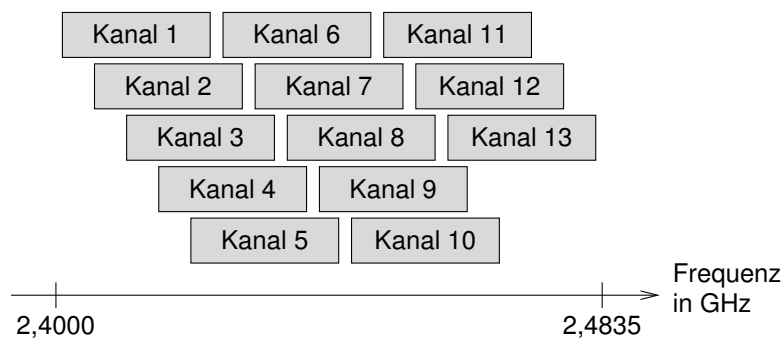 Kanal 1 Kanal 6 Kanal 11
Kanal 2 Kanal 7 Kanal 12
Kanal 3 Kanal 8 Kanal 13
Kanal 4 Kanal 9
Kanal 5 Kanal 10
Frequenz
in GHz
2,4000 2,4835